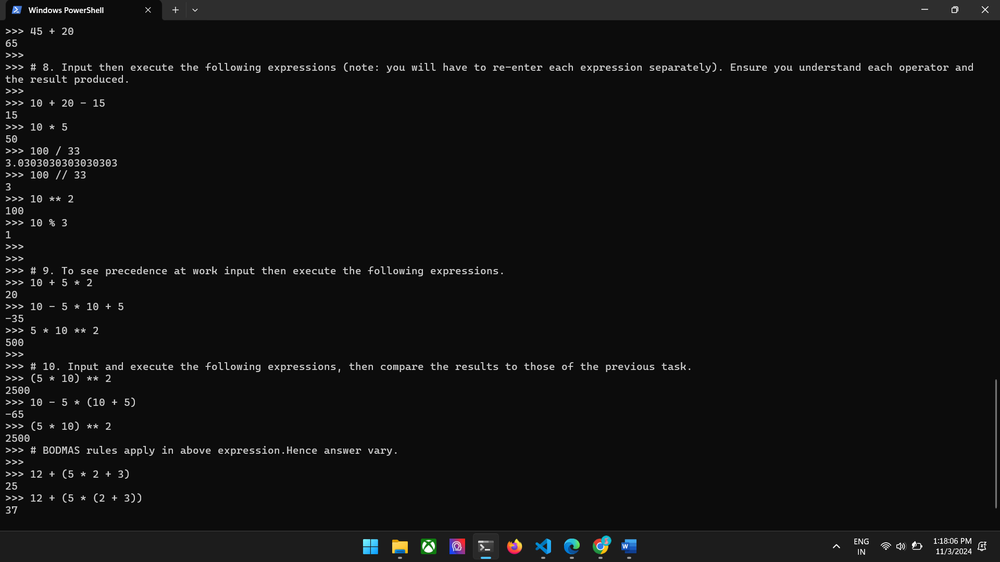 Windows PowerShell
>>> 45 + 20
65
>>>
>>> # 8. Input then execute the following expressions (note: you will have to re-enter each expression separately). Ensure you understand each operator and
the result produced.
>>>
>>> 10 + 20 - 15
15
>>> 10 * 5
50
>>> 100 / 33
3.0303030303030303
>>> 100 // 33
3
>>> 10 ** 2
100
>>> 10 % 3
1
>>>
>>>
>>> # 9. To see precedence at work input then execute the following expressions.
>>> 10 + 5 * 2
20
>>> 10 - 5 * 10 + 5
-35
>>> 5 * 10 ** 2
500
>>>
>>> # 10. Input and execute the following expressions, then compare the results to those of the previous task.
>>> (5 * 10) ** 2
2500
>>> 10 - 5 * (10 + 5)
-65
>>> (5 * 10) ** 2
2500
>>> # BODMAS rules apply in above expression.Hence answer vary.
>>>
>>> 12 + (5 * 2 + 3)
25
>>> 12 + (5 * (2 + 3))
37
ENG
IN
1:18:06 PM
11/3/2024